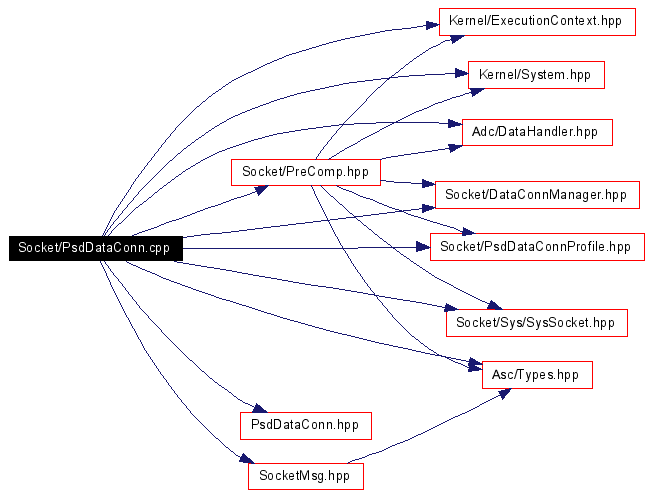 Kernel/ExecutionContext.hpp
Kernel/System.hpp
Adc/DataHandler.hpp
Socket/PreComp.hpp
Socket/DataConnManager.hpp
Socket/PsdDataConn.cpp
Socket/PsdDataConnProfile.hpp
Socket/Sys/SysSocket.hpp
Asc/Types.hpp
PsdDataConn.hpp
SocketMsg.hpp